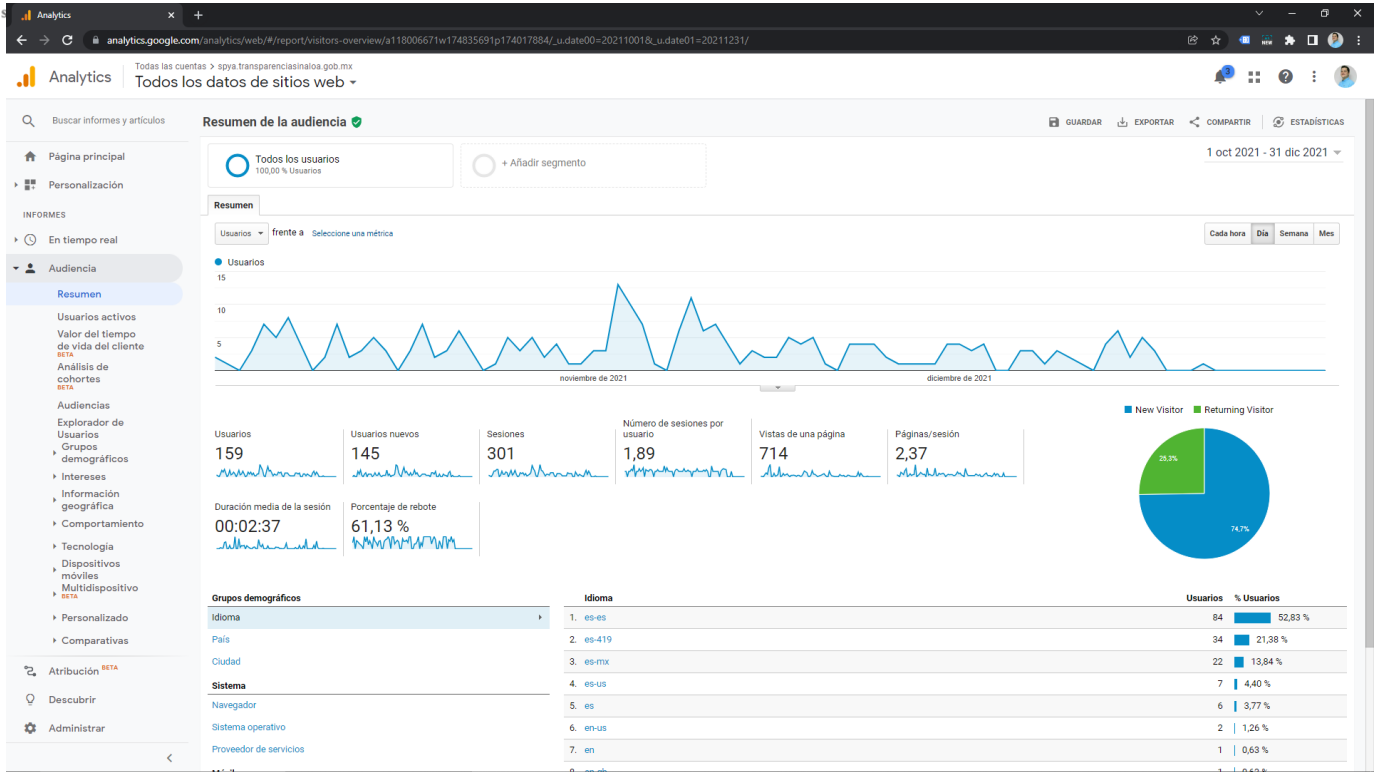 Analytics
analytics.google.com/analytics/web/#/report/visitors-overview/a118006671w174835691p174017884/_u.date00=20211001&_u.date01=20211231/
NEW
Analytics
Todas las cuentas > spya.transparenciasinaloa.gob.mx
Todos los datos de sitios web
3
Buscar informes y artículos
Página principal
Personalización
INFORMES
En tiempo real
Audiencia
Resumen
Usuarios activos
Valor del tiempo
de vida del cliente
BETA
Análisis de
cohortes
BETA
Audiencias
Explorador de
Usuarios
Grupos
demográficos
Intereses
Información
geográfica
Comportamiento
Tecnología
Dispositivos
móviles
Multidispositivo
BETA
Personalizado
Comparativas
Atribución BETA
Descubrir
Administrar
Resumen de la audiencia
GUARDAR
EXPORTAR
COMPARTIR
ESTADÍSTICAS
Todos los usuarios
100,00 % Usuarios
+ Añadir segmento
1 oct 2021 - 31 dic 2021
Resumen
Usuarios frente a Seleccione una métrica
Cada hora Día Semana Mes
Usuarios
15
10
5
noviembre de 2021
diciembre de 2021
New Visitor Returning Visitor
25,3%
74,7%
Usuarios
159
Usuarios nuevos
145
Sesiones
301
Número de sesiones por
usuario
1,89
Vistas de una página
714
Páginas/sesión
2,37
Duración media de la sesión
00:02:37
Porcentaje de rebote
61,13 %
Grupos demográficos
Idioma
País
Ciudad
Sistema
Navegador
Sistema operativo
Proveedor de servicios
Idioma Usuarios % Usuarios
1. es-es 84 52,83 %
2. es-419 34 21,38 %
3. es-mx 22 13,84 %
4. es-us 7 4,40 %
5. es 6 3,77 %
6. en-us 2 1,26 %
7. en 1 0,63 %